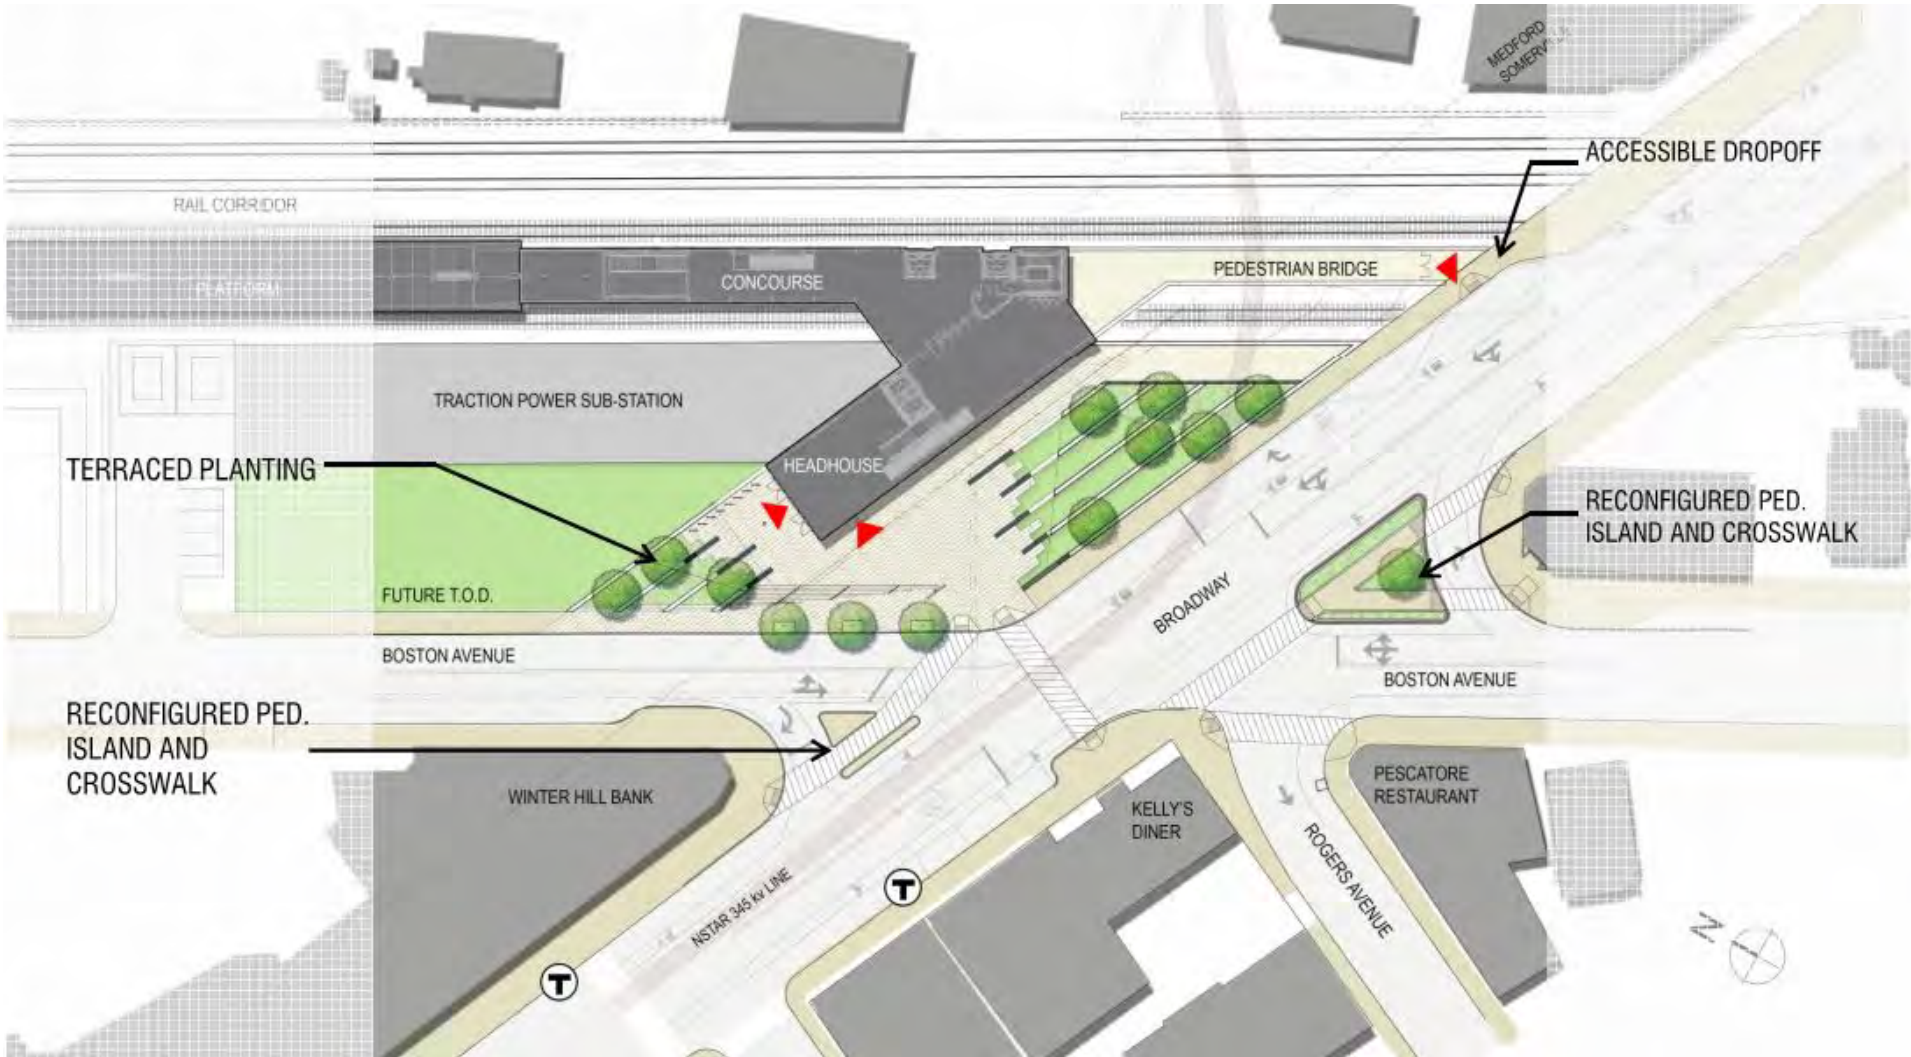 MEDFORD
SOMERVILLE
ACCESSIBLE DROPOFF
RAIL CORRIDOR
PLATFORM
CONCOURSE
PEDESTRIAN BRIDGE
TRACTION POWER SUB-STATION
TERRACED PLANTING
HEADHOUSE
RECONFIGURED PED.
ISLAND AND CROSSWALK
FUTURE T.O.D.
BROADWAY
BOSTON AVENUE
BOSTON AVENUE
RECONFIGURED PED.
ISLAND AND
CROSSWALK
WINTER HILL BANK
KELLY'S
DINER
PESCATORE
RESTAURANT
ROGERS AVENUE
NSTAR 345 kv LINE
T
T
N